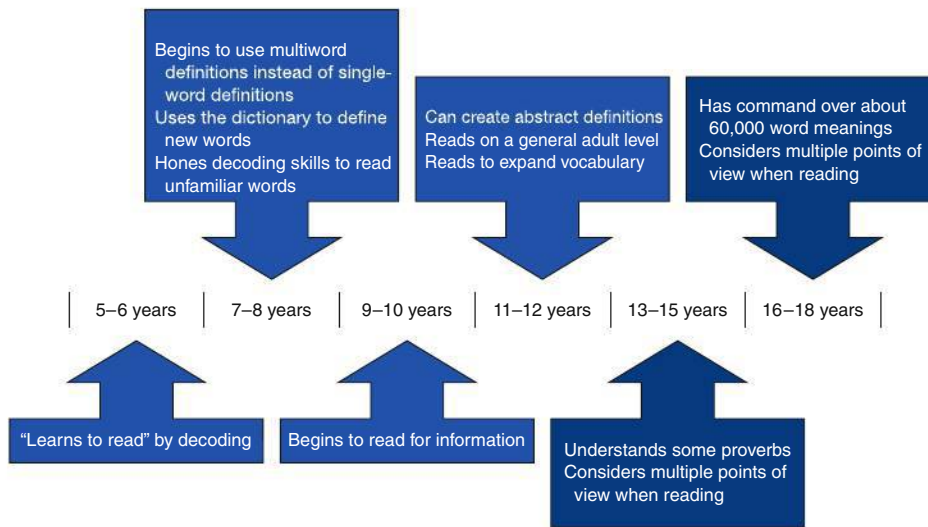 Begins to use multiword
definitions instead of single-
word definitions
Uses the dictionary to define
new words
Hones decoding skills to read
unfamiliar words
Can create abstract definitions
Reads on a general adult level
Reads to expand vocabulary
Has command over about
60,000 word meanings
Considers multiple points of
view when reading
5–6 years
7–8 years
9–10 years
11–12 years
13–15 years
16–18 years
“Learns to read” by decoding
Begins to read for information
Understands some proverbs
Considers multiple points of
view when reading